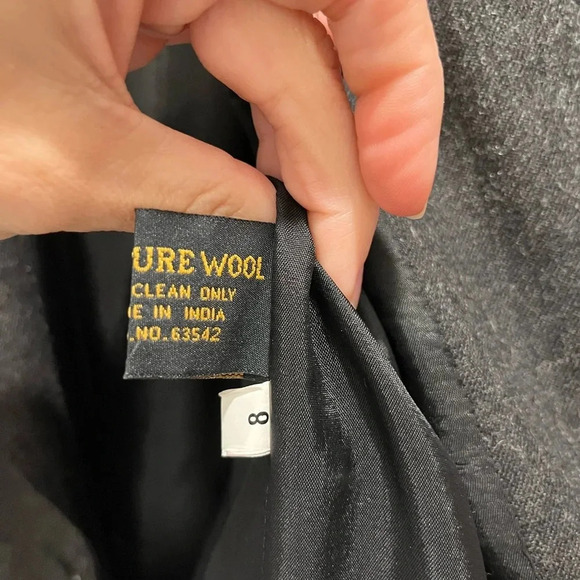 URE WOOL
CLEAN ONLY
E IN INDIA
.NO. 63542
8